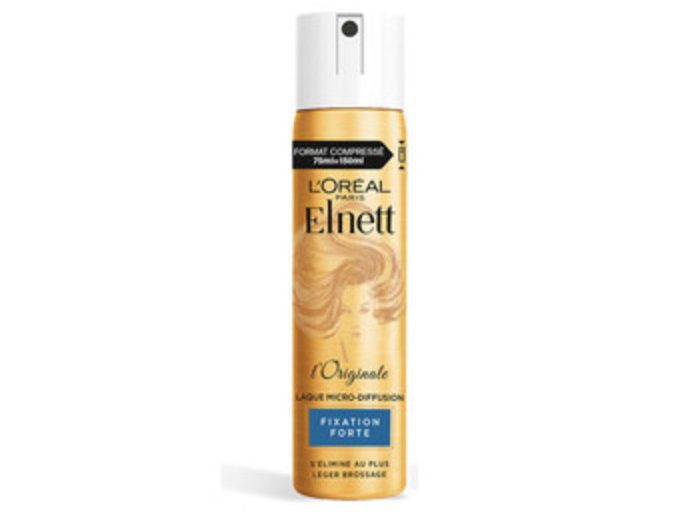 FORMAT COMPRESSÉ
75ml=150ml
L'ORÉAL
PARIS
Elnett
l'Originale
LAQUE MICRO-DIFFUSION
FIXATION
FORTE
S'ÉLIMINE AU PLUS
LÉGER BROSSAGE